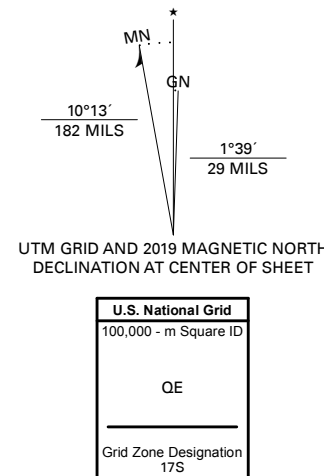 ★
MN
GN
10°13´
182 MILS
1°39´
29 MILS
UTM GRID AND 2019 MAGNETIC NORTH
DECLINATION AT CENTER OF SHEET
U.S. National Grid
100,000 - m Square ID
QE
Grid Zone Designation
17S